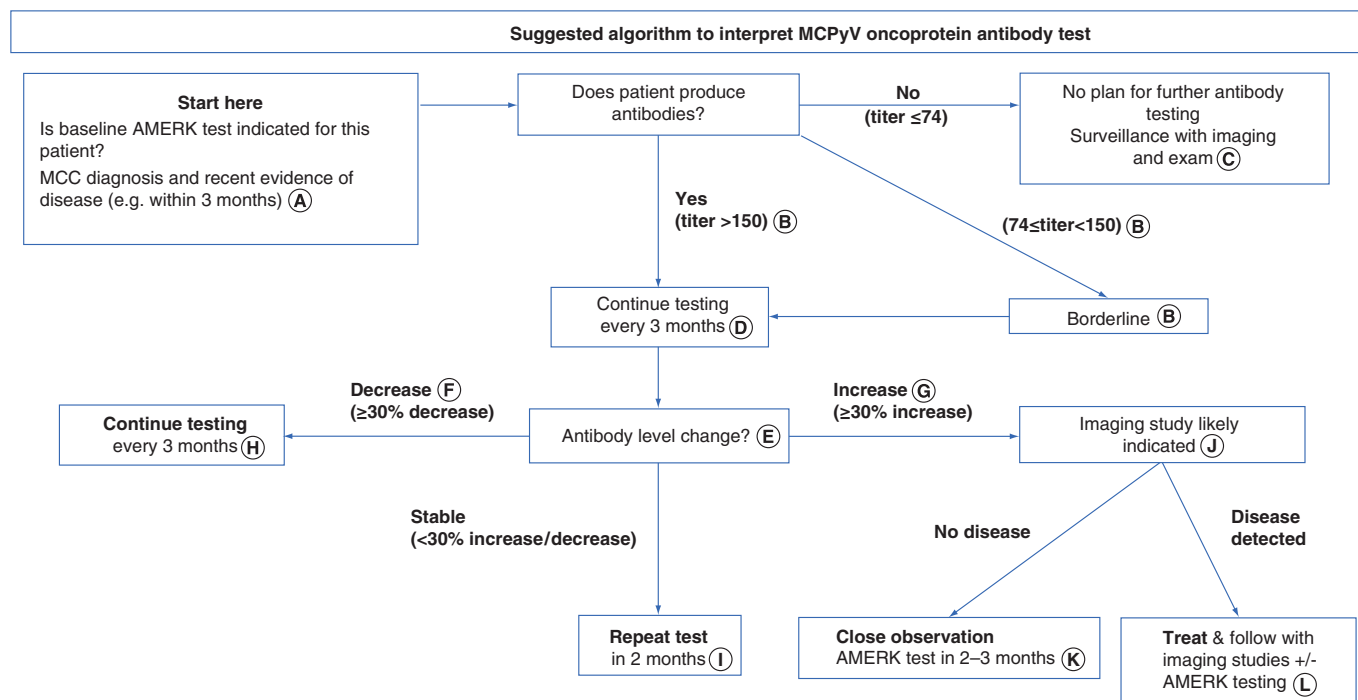 Suggested algorithm to interpret MCPyV oncoprotein antibody test
Start here
Is baseline AMERK test indicated for this
patient?
MCC diagnosis and recent evidence of
disease (e.g. within 3 months) A
Does patient produce
antibodies?
No
(titer ≤74)
No plan for further antibody
testing
Surveillance with imaging
and exam C
Yes
(titer >150) B
(74≤titer<150) B
Borderline B
Continue testing
every 3 months D
Antibody level change? E
Decrease F
(≥30% decrease)
Continue testing
every 3 months H
Increase G
(≥30% increase)
Imaging study likely
indicated J
Stable
(<30% increase/decrease)
Repeat test
in 2 months I
No disease
Close observation
AMERK test in 2–3 months K
Disease
detected
Treat & follow with
imaging studies +/-
AMERK testing L